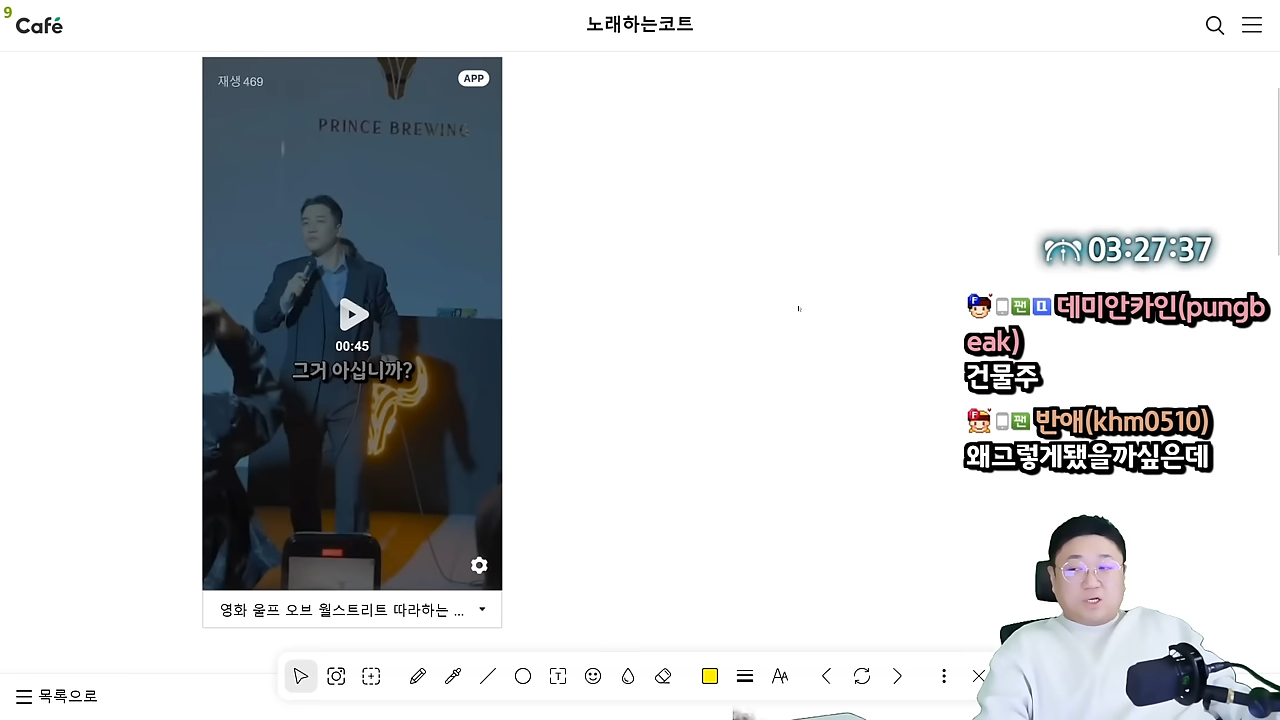 9
Café
노래하는코트
재생 469
APP
PRINCE BREWING
00:45
그거 아십니까?
영화 울프 오브 월스트리트 따라하는 ...
목록으로
03:27:37
F 팬 데미안카인(pungb
eak)
건물주
F 팬 반애(khm0510)
왜그렇게됐을까싶은데
T
AA